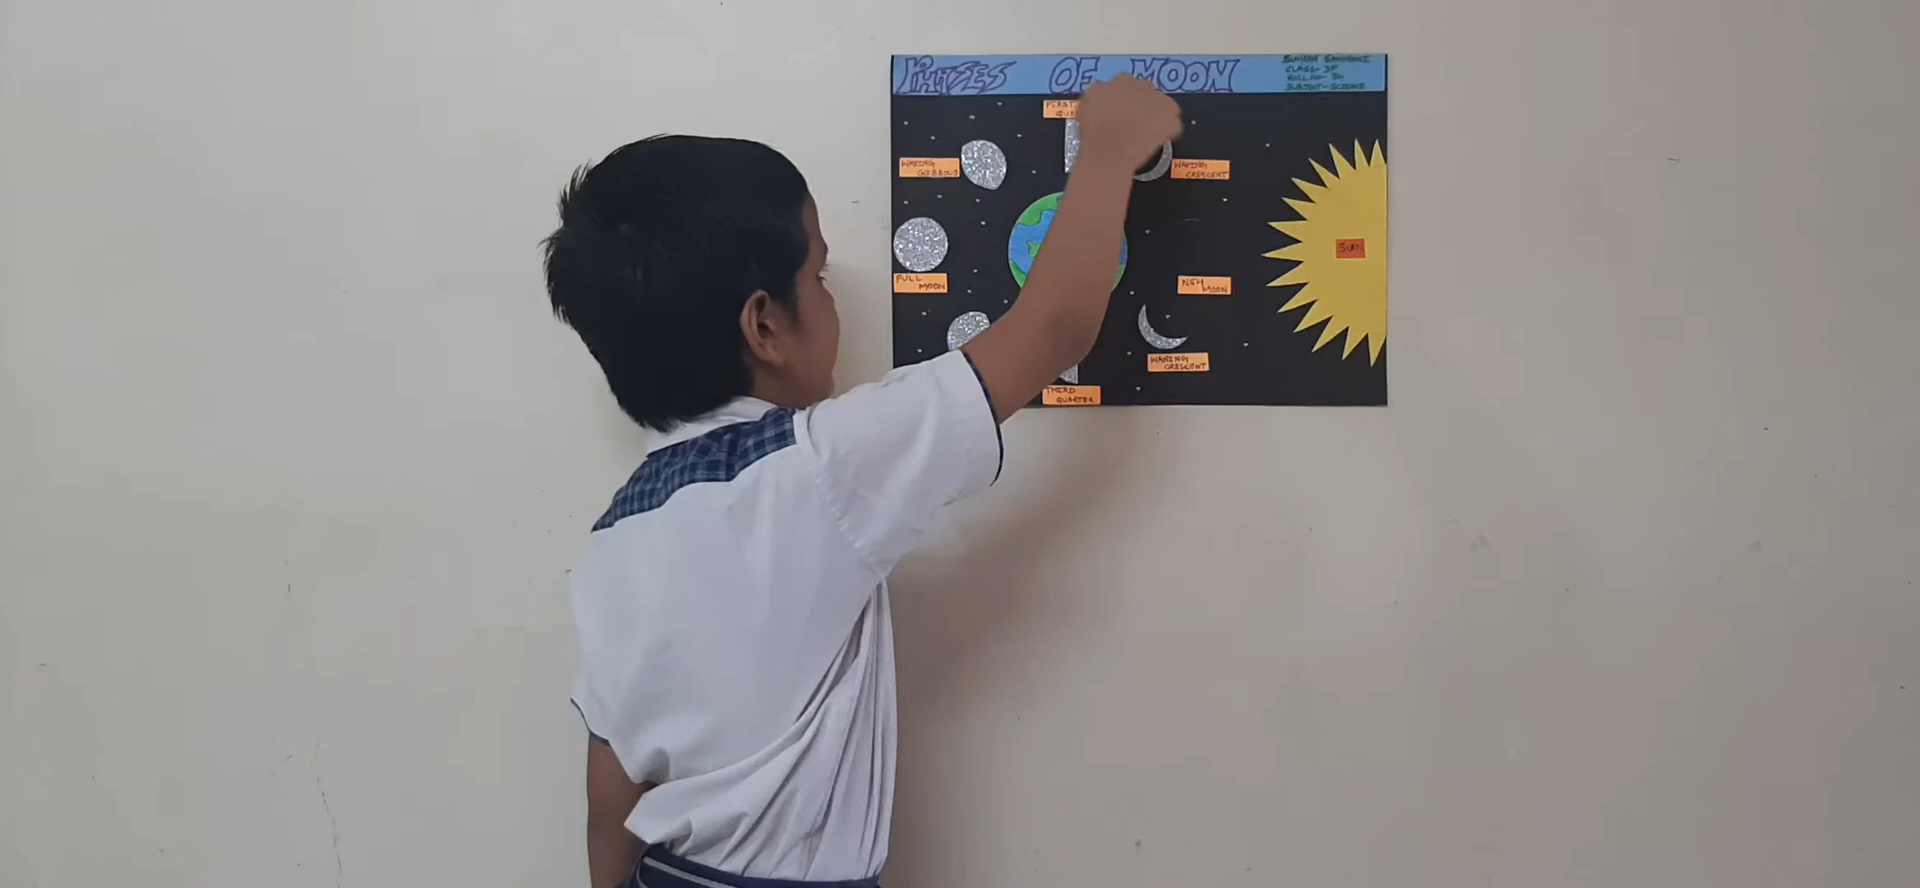 PHASES OF MOON
CLASS- 3F
SUBJECT- SCIENCE
FIRST
WAXING
GIBBOUS
WAXING
CRESCENT
SUN
FULL
MOON
NEW
MOON
WANING
CRESCENT
THIRD
QUARTER